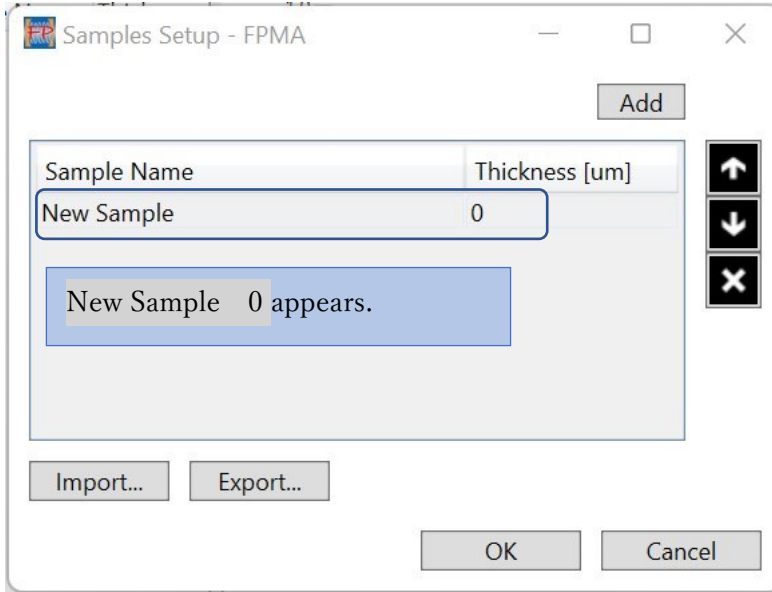 FP Samples Setup - FPMA
Add
Sample Name Thickness [um]
New Sample 0
New Sample 0 appears.
Import... Export...
OK Cancel